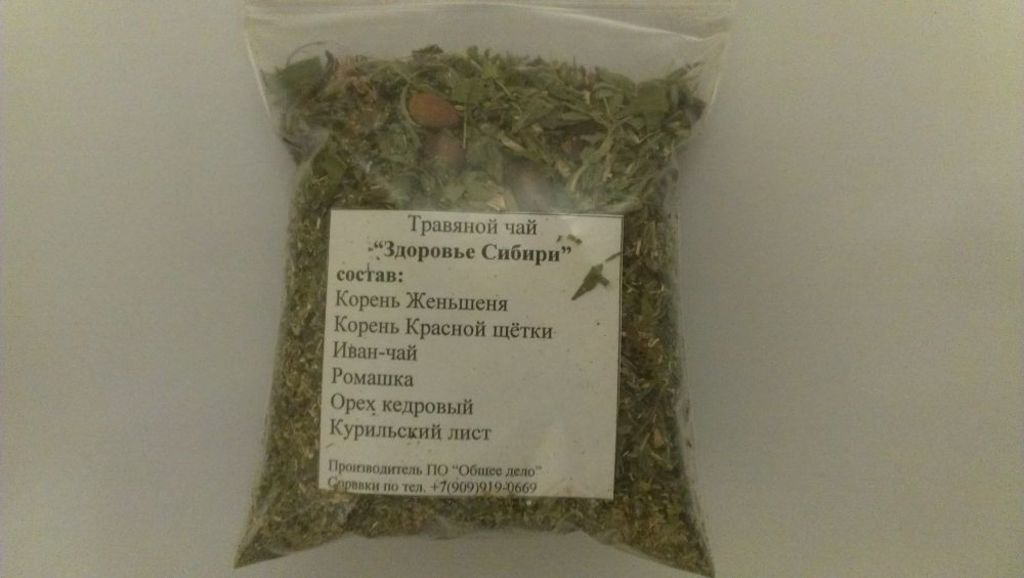 Травяной чай
“Здоровье Сибири”
состав:
Корень Женьшеня
Корень Красной щётки
Иван-чай
Ромашка
Орех кедровый
Курильский лист
Производитель ПО “Общее дело”
по тел. +7(909)919-0669